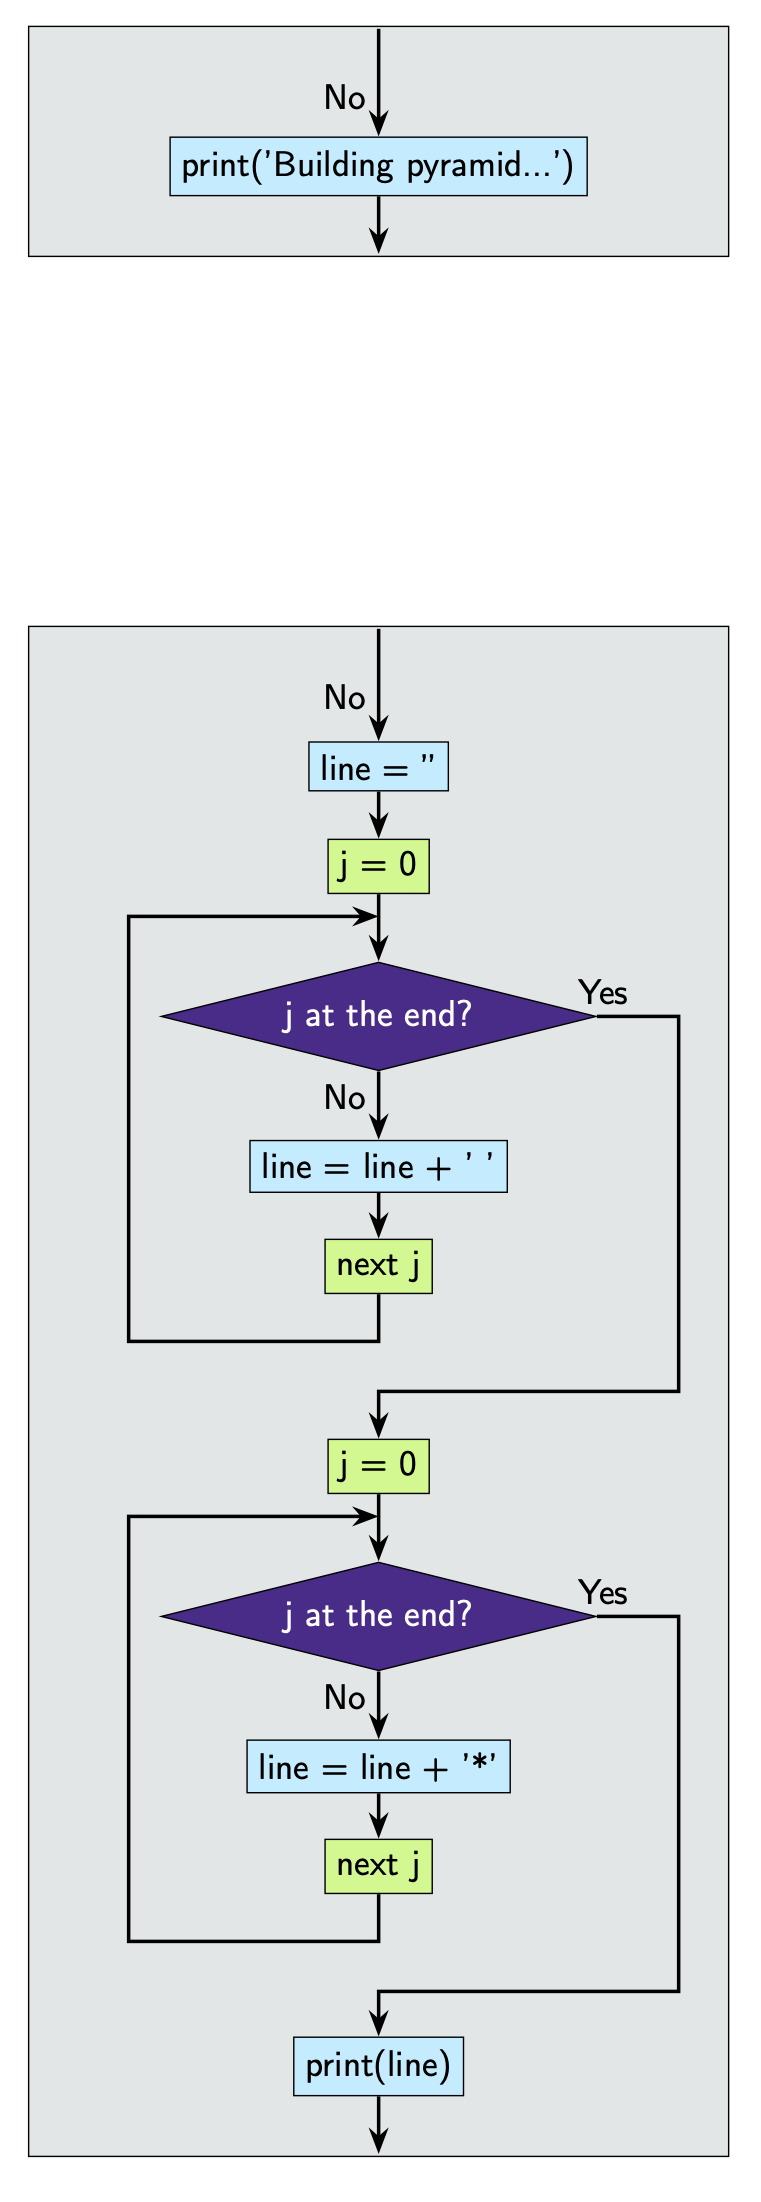 No
print('Building pyramid...')
No
line = ''
j = 0
j at the end?
Yes
No
line = line + ' '
next j
j = 0
j at the end?
Yes
No
line = line + '*'
next j
print(line)